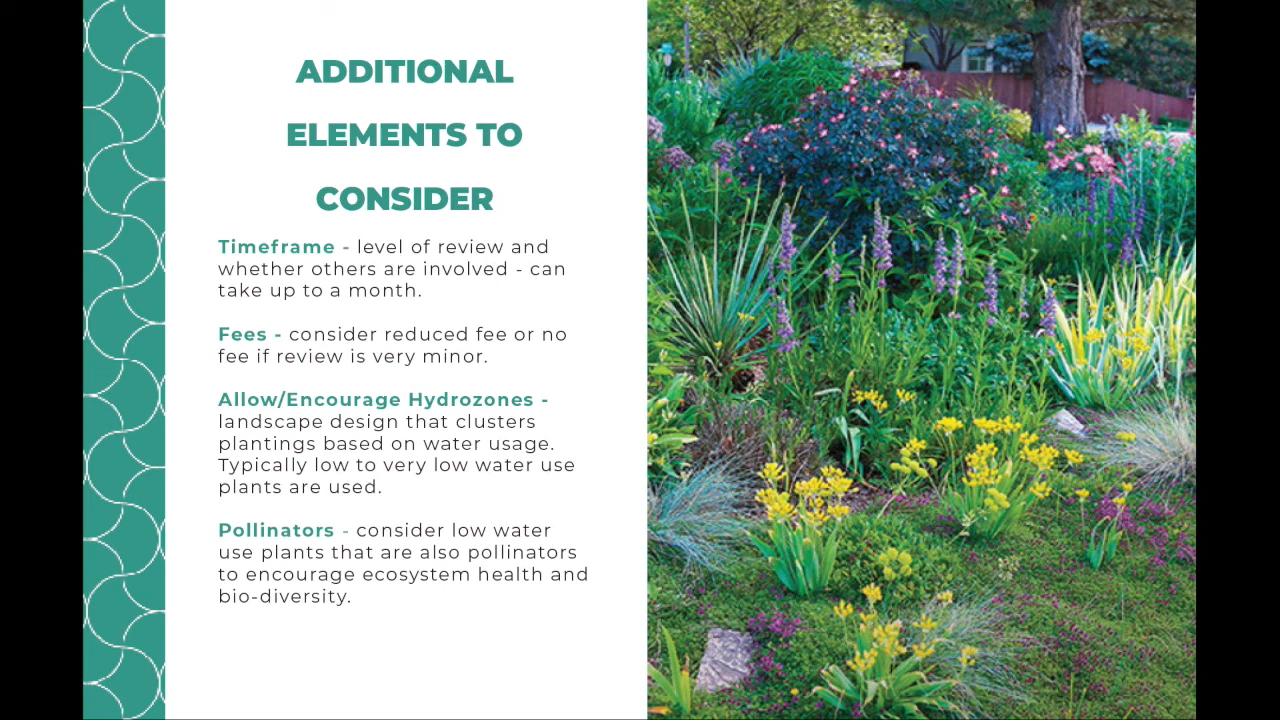 ADDITIONAL
ELEMENTS TO
CONSIDER
Timeframe - level of review and
whether others are involved - can
take up to a month.
Fees - consider reduced fee or no
fee if review is very minor.
Allow/Encourage Hydrozones -
landscape design that clusters
plantings based on water usage.
Typically low to very low water use
plants are used.
Pollinators - consider low water
use plants that are also pollinators
to encourage ecosystem health and
bio-diversity.